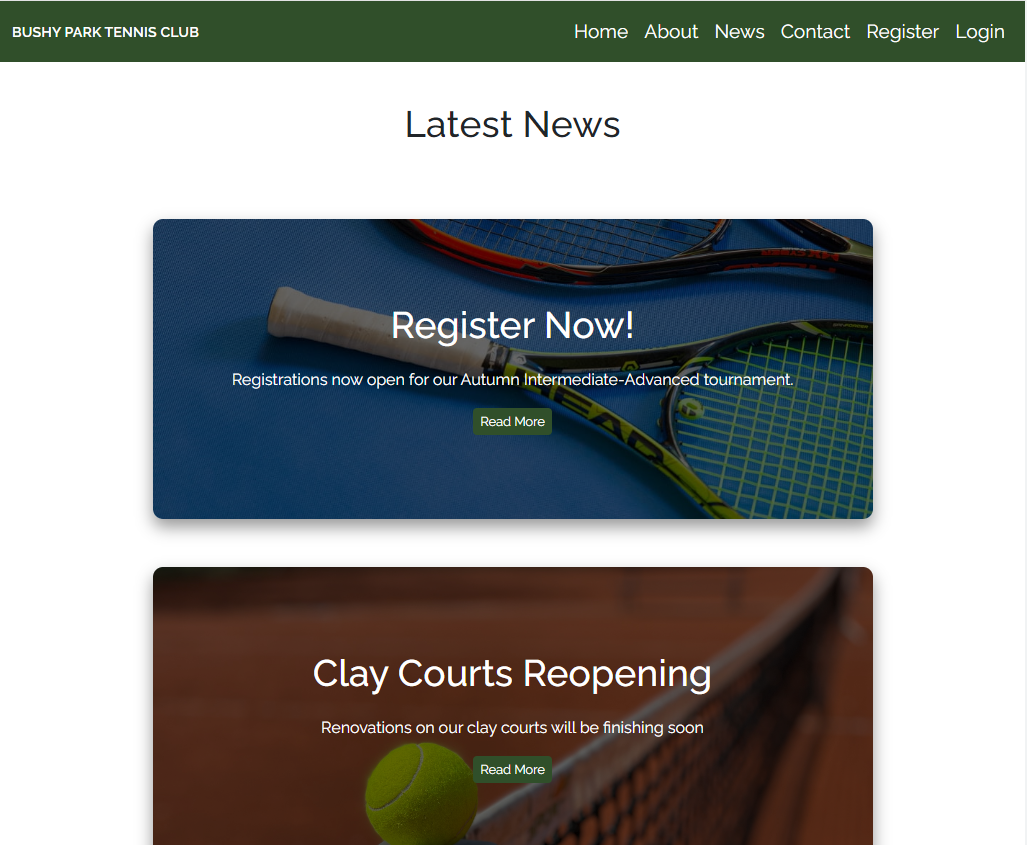 BUSHY PARK TENNIS CLUB
Home About News Contact Register Login
Latest News
Register Now!
Registrations now open for our Autumn Intermediate-Advanced tournament.
Read More
HEAD
Clay Courts Reopening
Renovations on our clay courts will be finishing soon
Read More